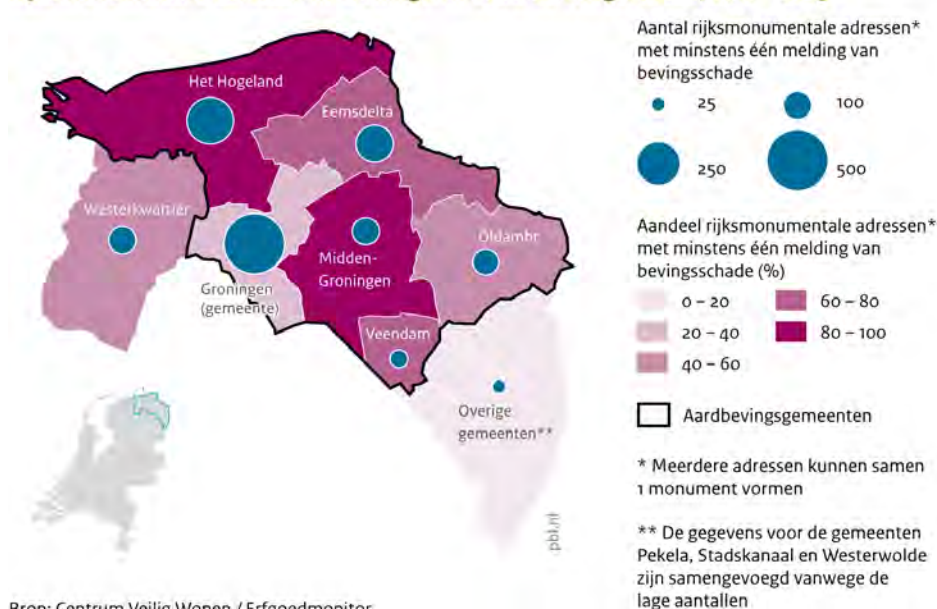 Aantal rijksmonumentale adressen*
met minstens één melding van
bevingsschade
25
100
250
500
Aandeel rijksmonumentale adressen*
met minstens één melding van
bevingsschade (%)
0 – 20
60 – 80
20 – 40
80 – 100
40 – 60
Aardbevingsgemeenten
* Meerdere adressen kunnen samen
1 monument vormen
** De gegevens voor de gemeenten
Pekela, Stadskanaal en Westerwolde
zijn samengevoegd vanwege de
lage aantallen
Het Hogeland
Eemsdelta
Westerkwartier
Oldambt
Midden-
Groningen
Groningen
(gemeente)
Veendam
Overige
gemeenten**
pbl.nl
Bron: Centrum Veilig Wonen / Erfgoedmonitor